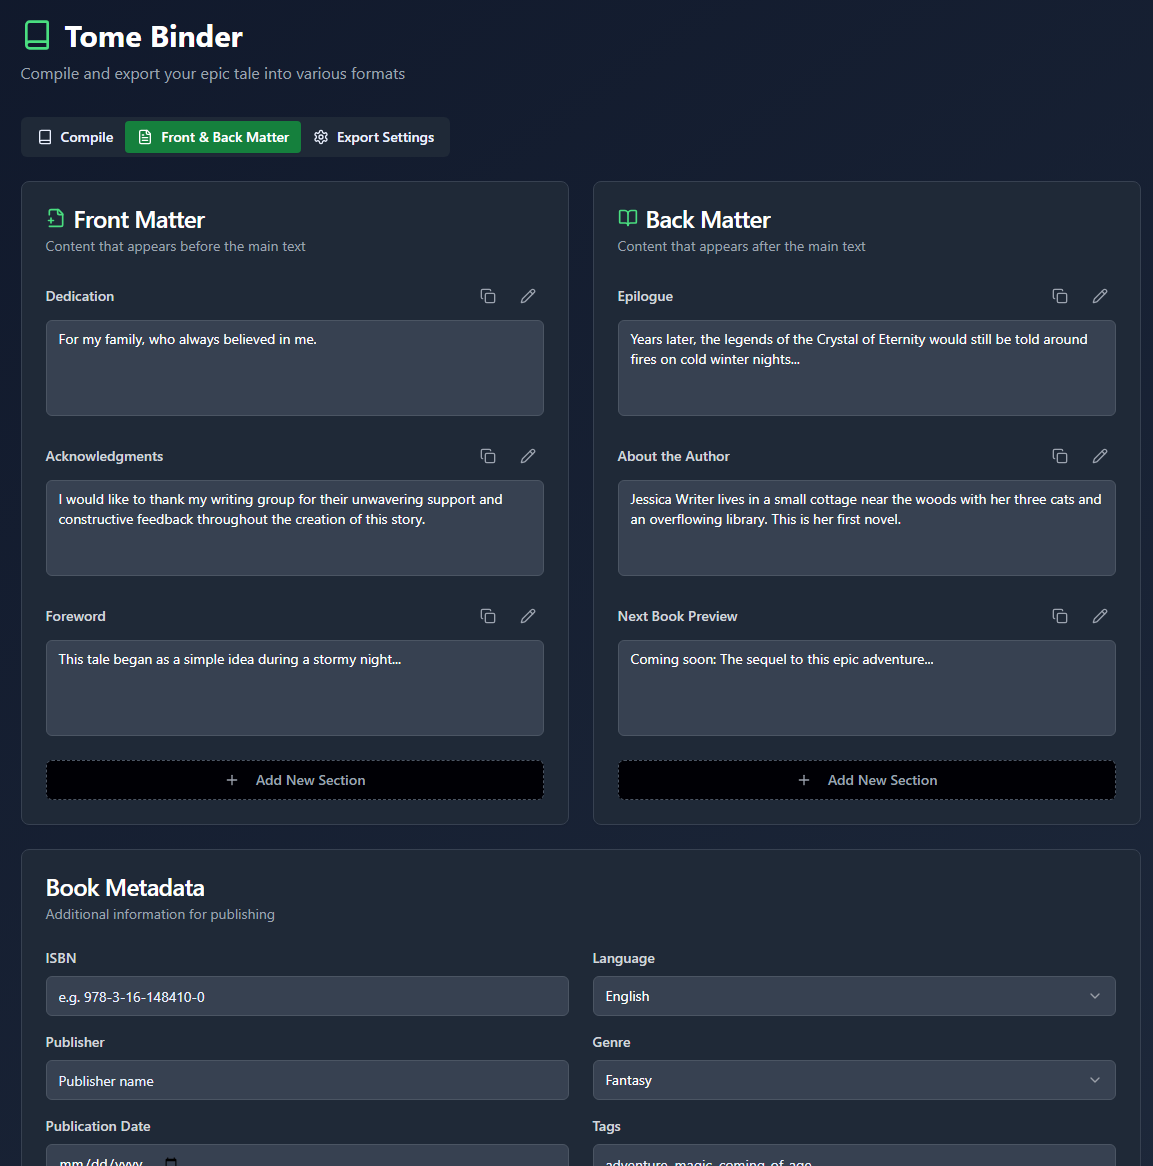 Tome Binder
Compile and export your epic tale into various formats
Compile
Front & Back Matter
Export Settings
Front Matter
Content that appears before the main text
Dedication
For my family, who always believed in me.
Acknowledgments
I would like to thank my writing group for their unwavering support and
constructive feedback throughout the creation of this story.
Foreword
This tale began as a simple idea during a stormy night...
Add New Section
Back Matter
Content that appears after the main text
Epilogue
Years later, the legends of the Crystal of Eternity would still be told around
fires on cold winter nights...
About the Author
Jessica Writer lives in a small cottage near the woods with her three cats and
an overflowing library. This is her first novel.
Next Book Preview
Coming soon: The sequel to this epic adventure...
Add New Section
Book Metadata
Additional information for publishing
ISBN
e.g. 978-3-16-148410-0
Language
English
Publisher
Publisher name
Genre
Fantasy
Publication Date
mm/dd/yyyy
Tags
adventure, magic, coming-of-age